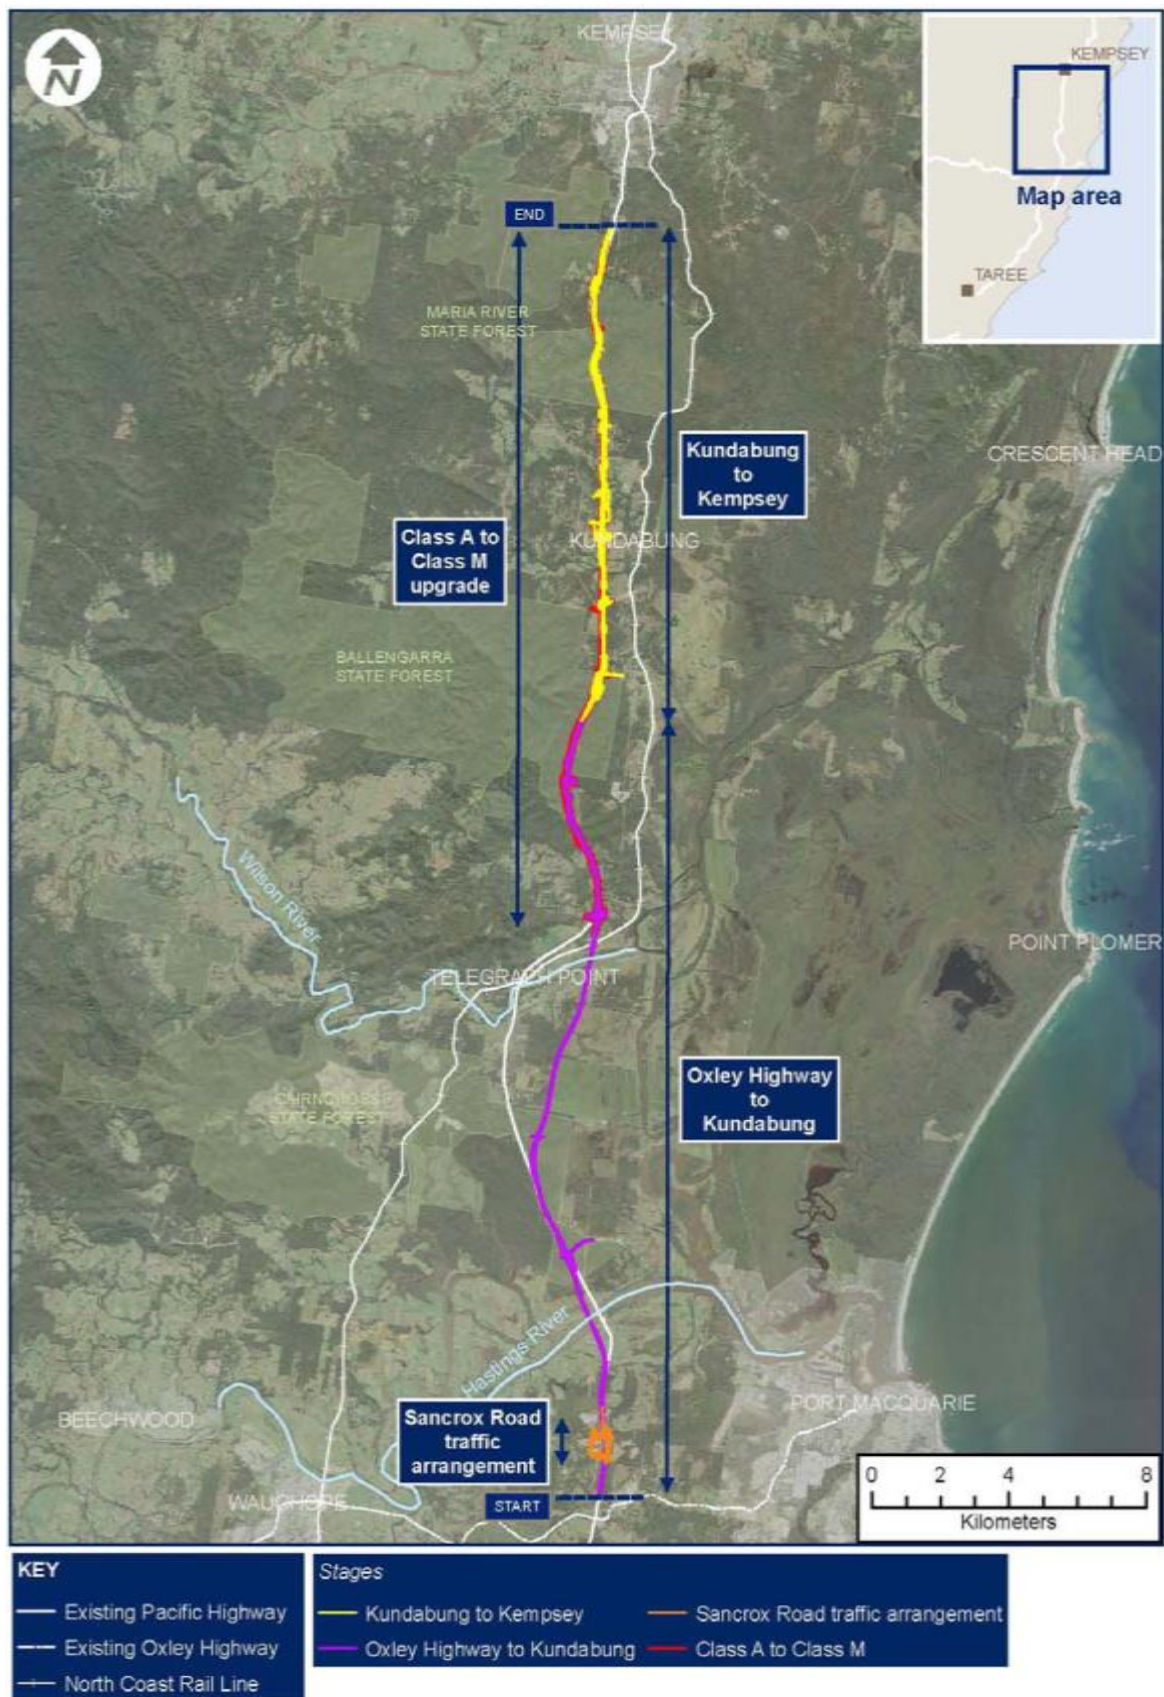 KEMPSEY
N
KEMPSEY
Map area
TAREE
END
MARIA RIVER
STATE FOREST
Kundabung
to
Kempsey
CRESCENT HEAD
Class A to
Class M
upgrade
KUNDABUNG
BALLENGARRA
STATE FOREST
Wilson River
POINT PLOMER
TELEGRAPH POINT
Oxley Highway
to
Kundabung
CAIRNCROSS
STATE FOREST
Hastings River
BEECHWOOD
Sancrox Road
traffic
arrangement
PORT MACQUARIE
WAUCHOPE
START
0 2 4 8
Kilometers
KEY
Existing Pacific Highway
Existing Oxley Highway
North Coast Rail Line
Stages
Kundabung to Kempsey
Oxley Highway to Kundabung
Sancrox Road traffic arrangement
Class A to Class M